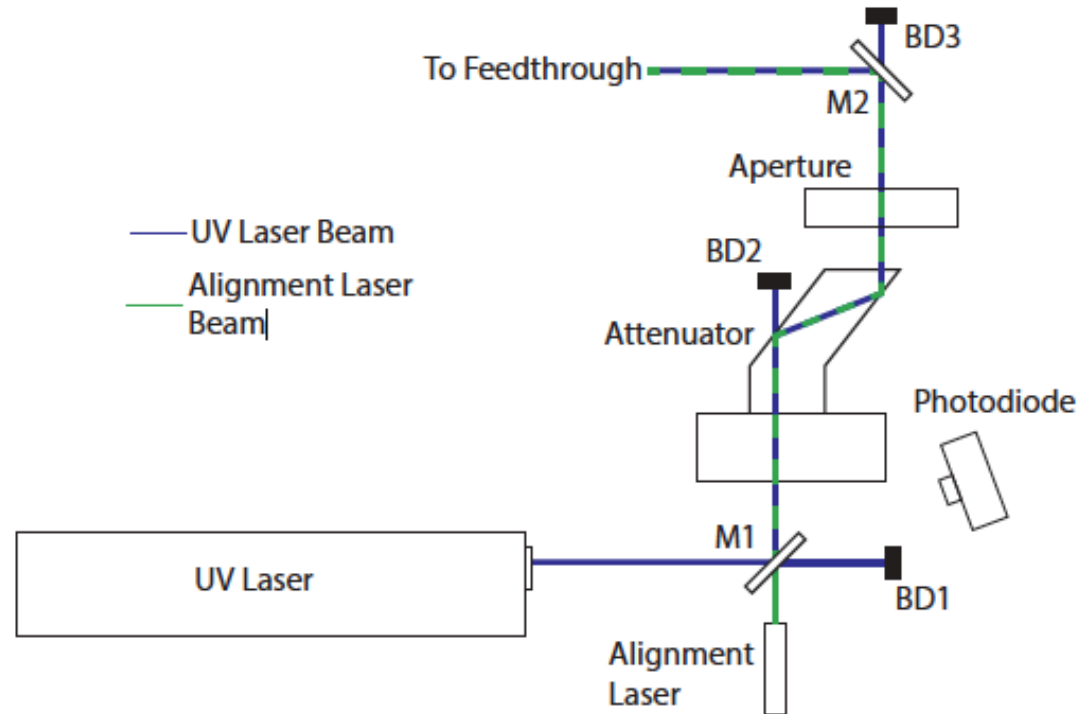 BD3
To Feedthrough
M2
Aperture
UV Laser Beam
BD2
Alignment Laser
Beam
Attenuator
Photodiode
M1
UV Laser
BD1
Alignment
Laser